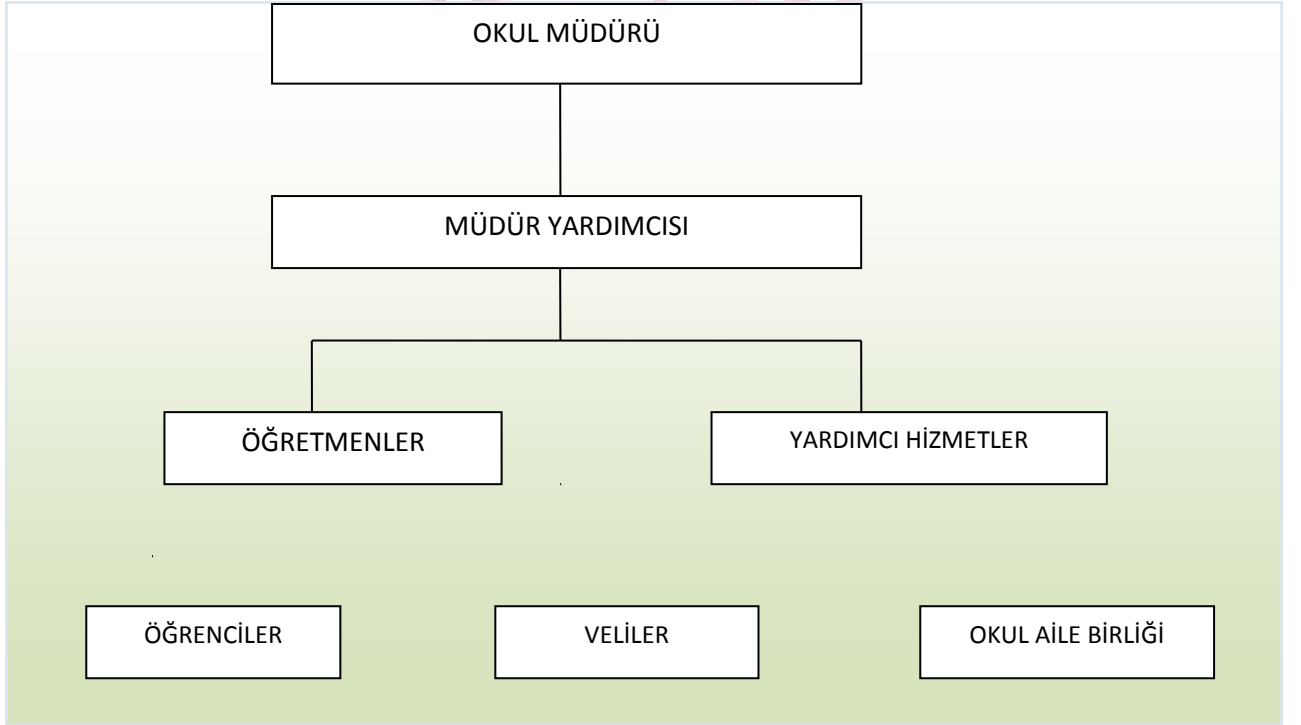 OKUL MÜDÜRÜ
MÜDÜR YARDIMCISI
ÖĞRETMENLER
YARDIMCI HİZMETLER
ÖĞRENCİLER
VELİLER
OKUL AİLE BİRLİĞİ